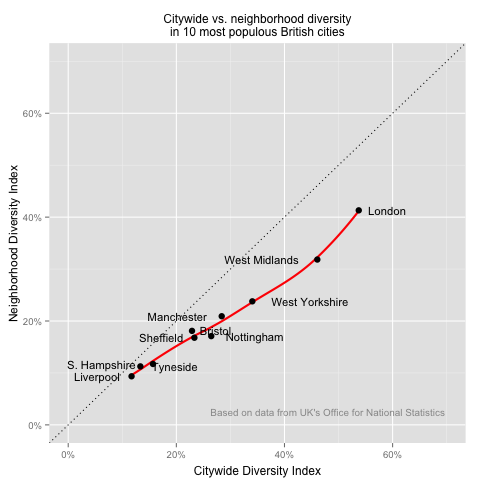 Citywide vs. neighborhood diversity
in 10 most populous British cities
Neighborhood Diversity Index
60%
40%
20%
0%
London
West Midlands
West Yorkshire
Manchester
Bristol
Sheffield
Nottingham
S. Hampshire
Tyneside
Liverpool
Based on data from UK's Office for National Statistics
0%
20%
40%
60%
Citywide Diversity Index